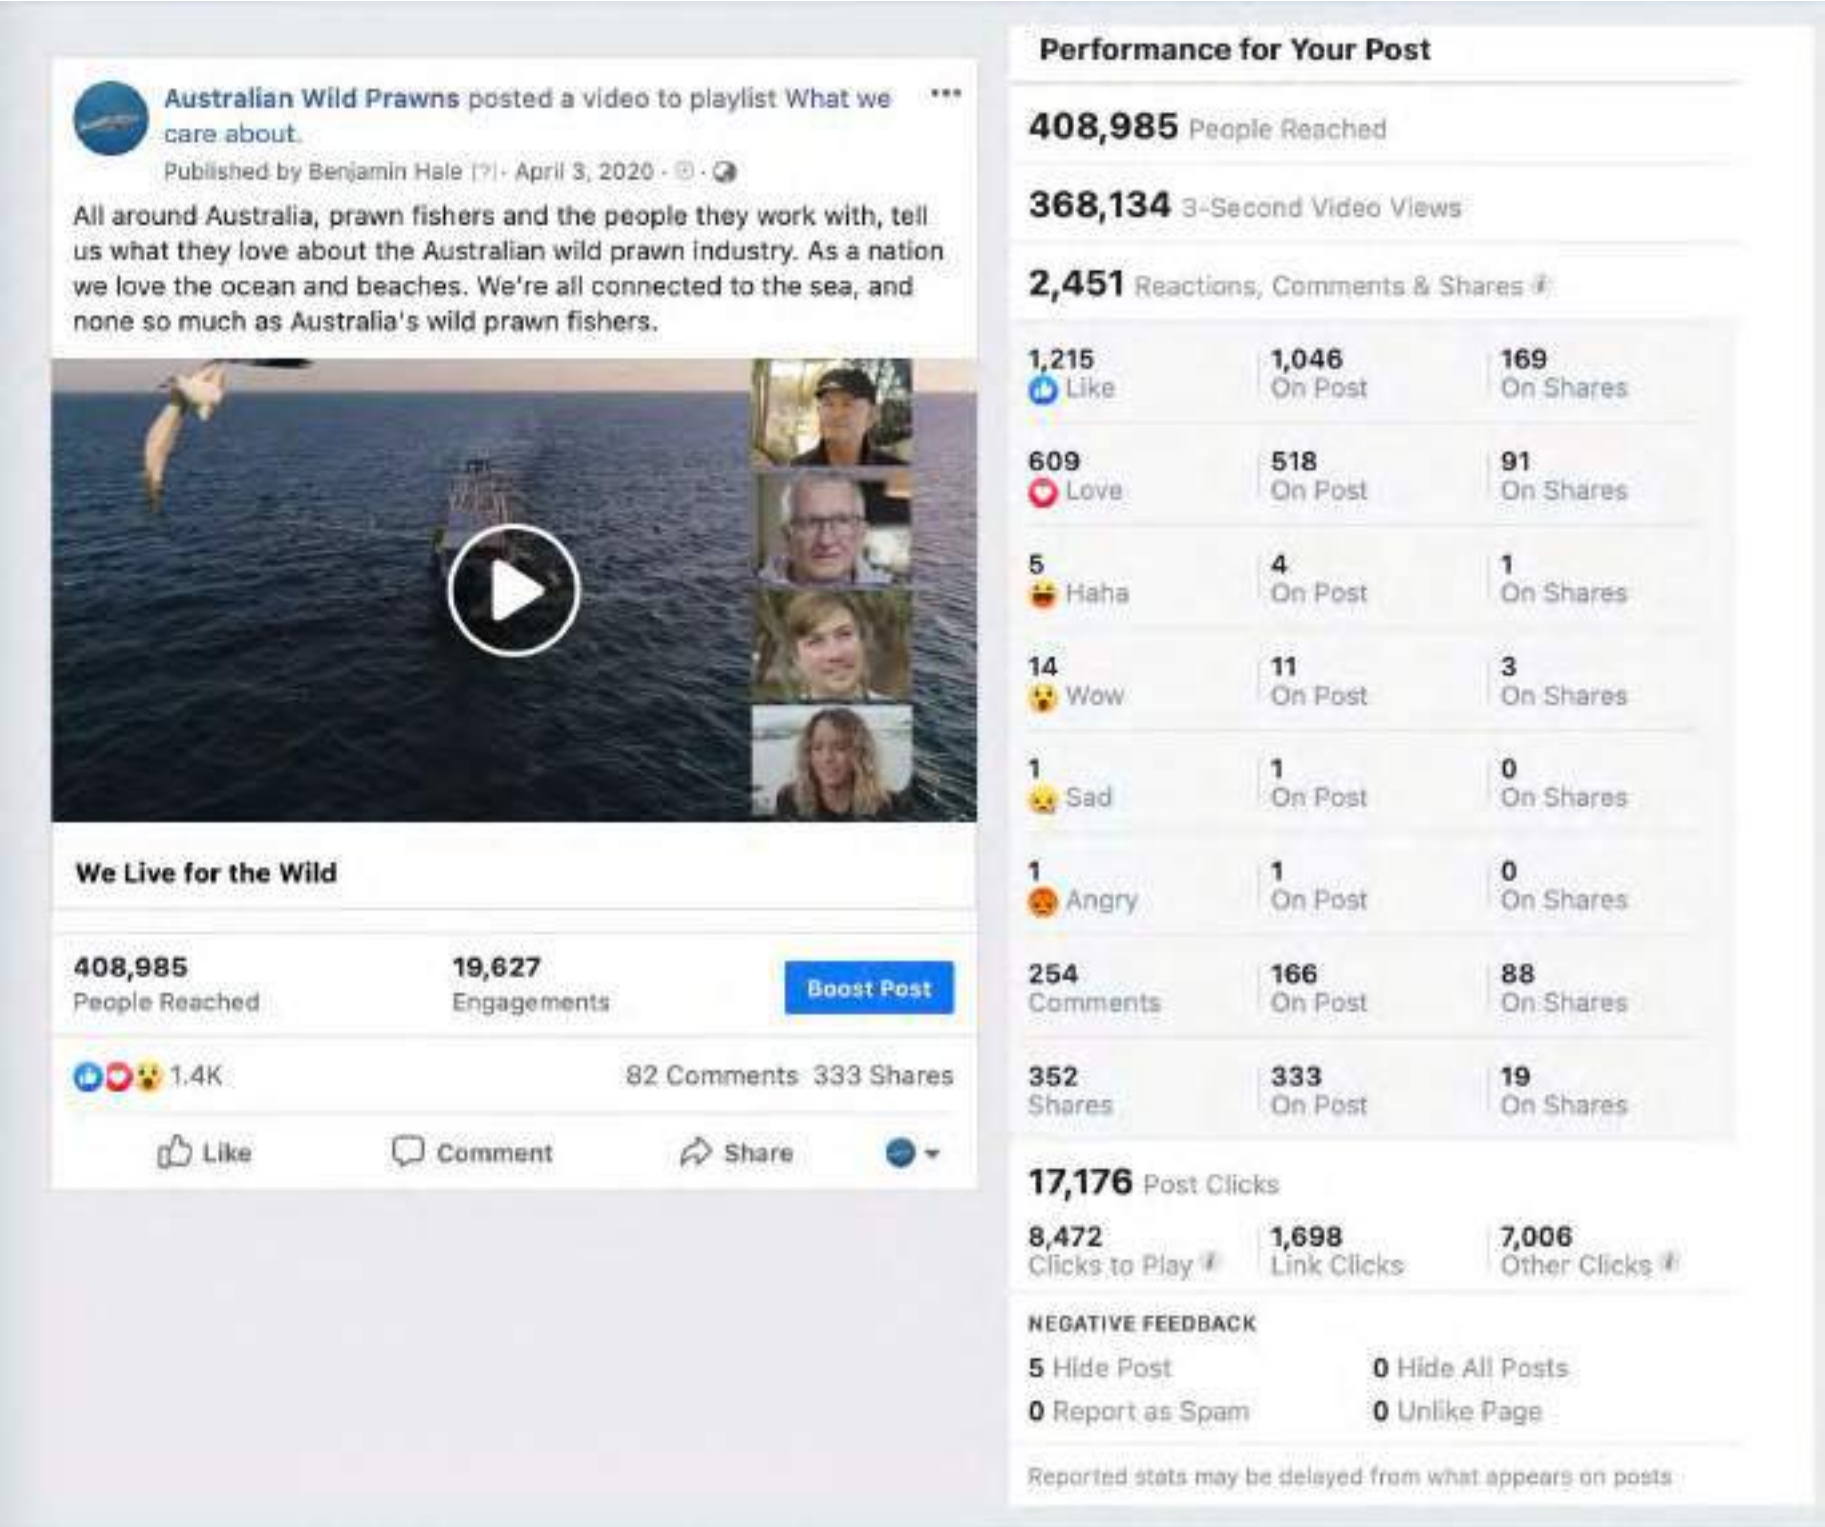 Australian Wild Prawns posted a video to playlist What we
care about.
Published by Benjamin Hale [?] · April 3, 2020 ·
All around Australia, prawn fishers and the people they work with, tell
us what they love about the Australian wild prawn industry. As a nation
we love the ocean and beaches. We're all connected to the sea, and
none so much as Australia's wild prawn fishers.
We Live for the Wild
408,985 19,627
People Reached Engagements
Boost Post
1.4K 82 Comments 333 Shares
Like Comment Share
Performance for Your Post
408,985 People Reached
368,134 3-Second Video Views
2,451 Reactions, Comments & Shares
1,215 1,046 169
Like On Post On Shares
609 518 91
Love On Post On Shares
5 4 1
Haha On Post On Shares
14 11 3
Wow On Post On Shares
1 1 0
Sad On Post On Shares
1 1 0
Angry On Post On Shares
254 166 88
Comments On Post On Shares
352 333 19
Shares On Post On Shares
17,176 Post Clicks
8,472 1,698 7,006
Clicks to Play Link Clicks Other Clicks
NEGATIVE FEEDBACK
5 Hide Post 0 Hide All Posts
0 Report as Spam 0 Unlike Page
Reported stats may be delayed from what appears on posts